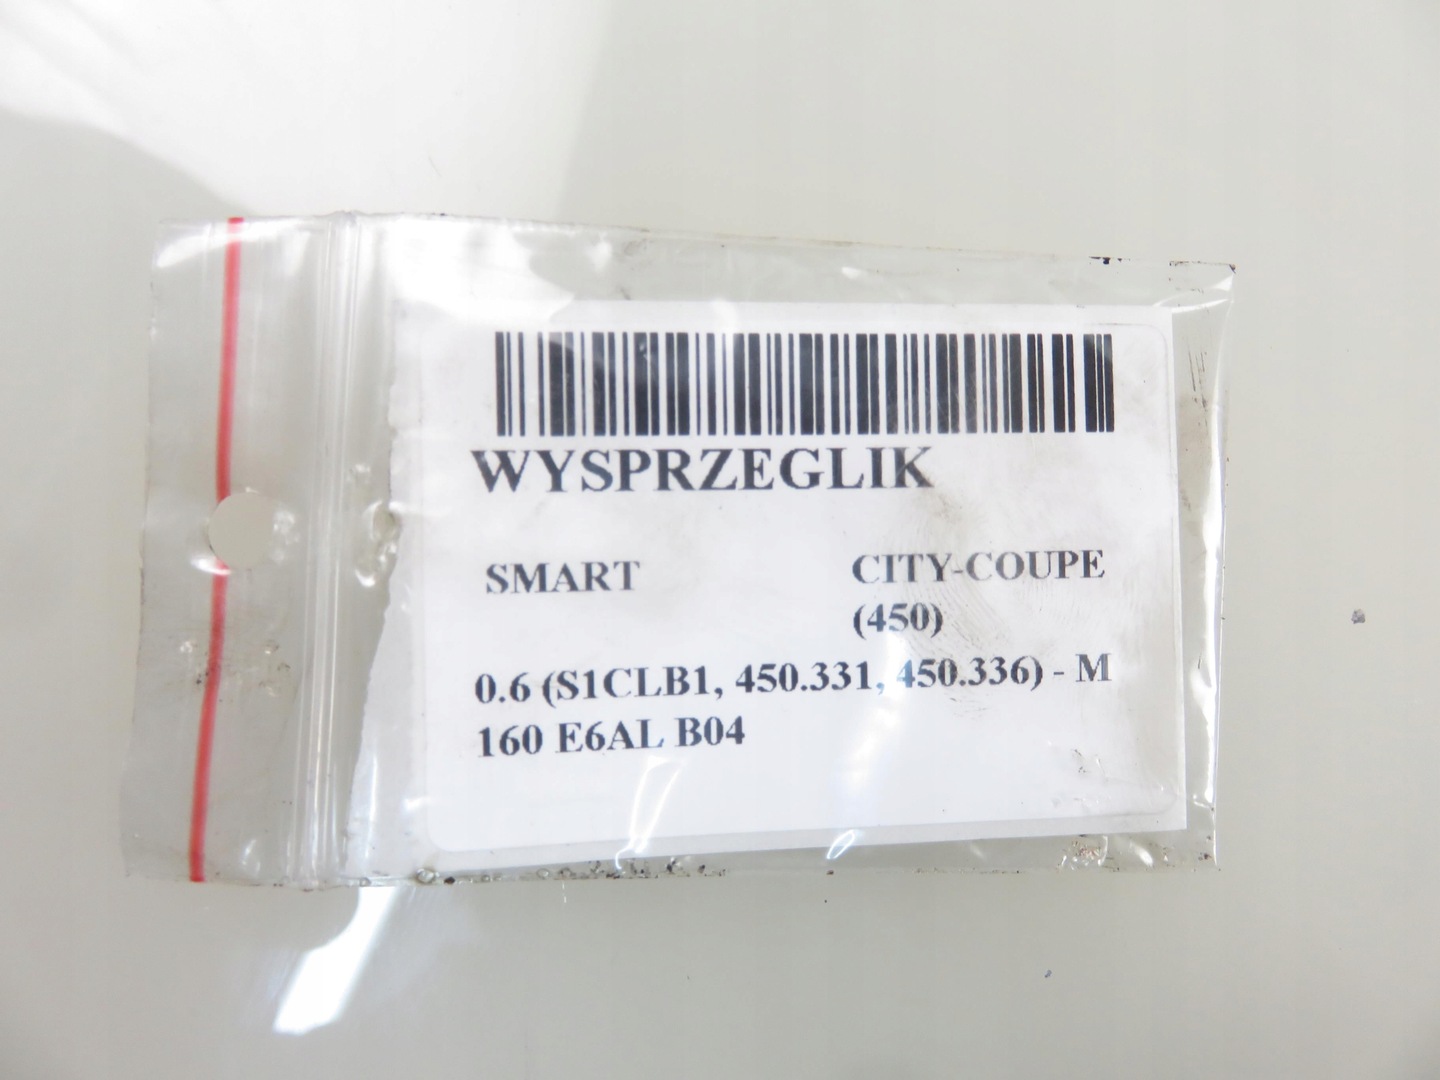 WYSPRZEGLIK
SMART CITY-COUPE
(450)
0.6 (S1CLB1, 450.331, 450.336) - M
160 E6AL B04